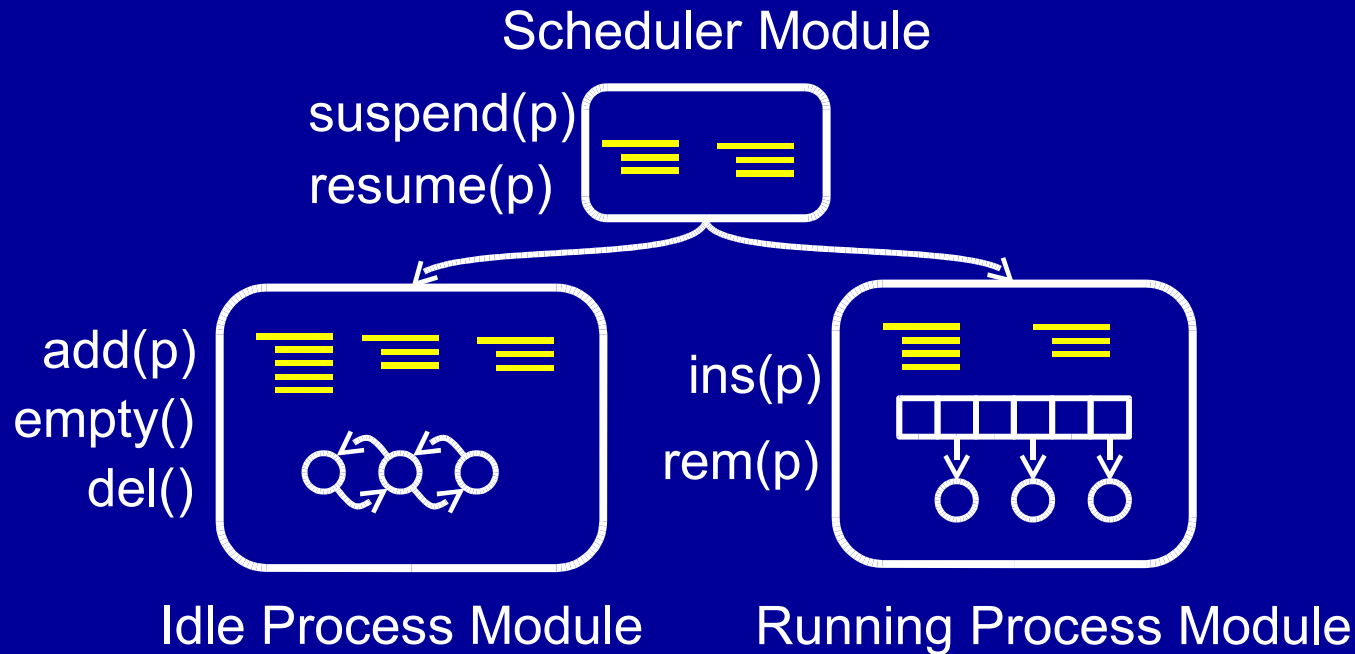 Scheduler Module
suspend(p)
resume(p)
add(p)
empty()
del()
ins(p)
rem(p)
Idle Process Module
Running Process Module